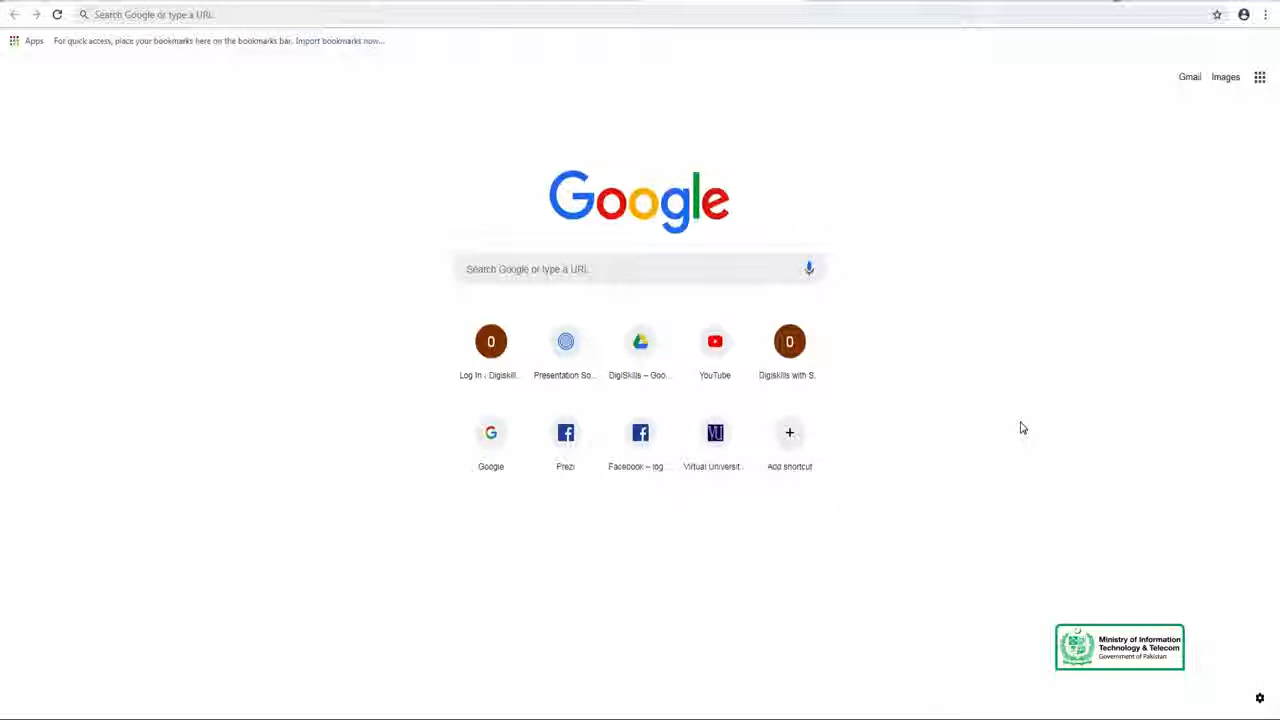 Search Google or type a URL
Apps For quick access, place your bookmarks here on the bookmarks bar. Import bookmarks now...
Gmail Images
Google
Search Google or type a URL
Log In : Digiskill... Presentation So... DigiSkills – Goo... YouTube Digiskills with S...
Google Prezi Facebook – log ... Virtual Universit... Add shortcut
Ministry of Information
Technology & Telecom
Government of Pakistan